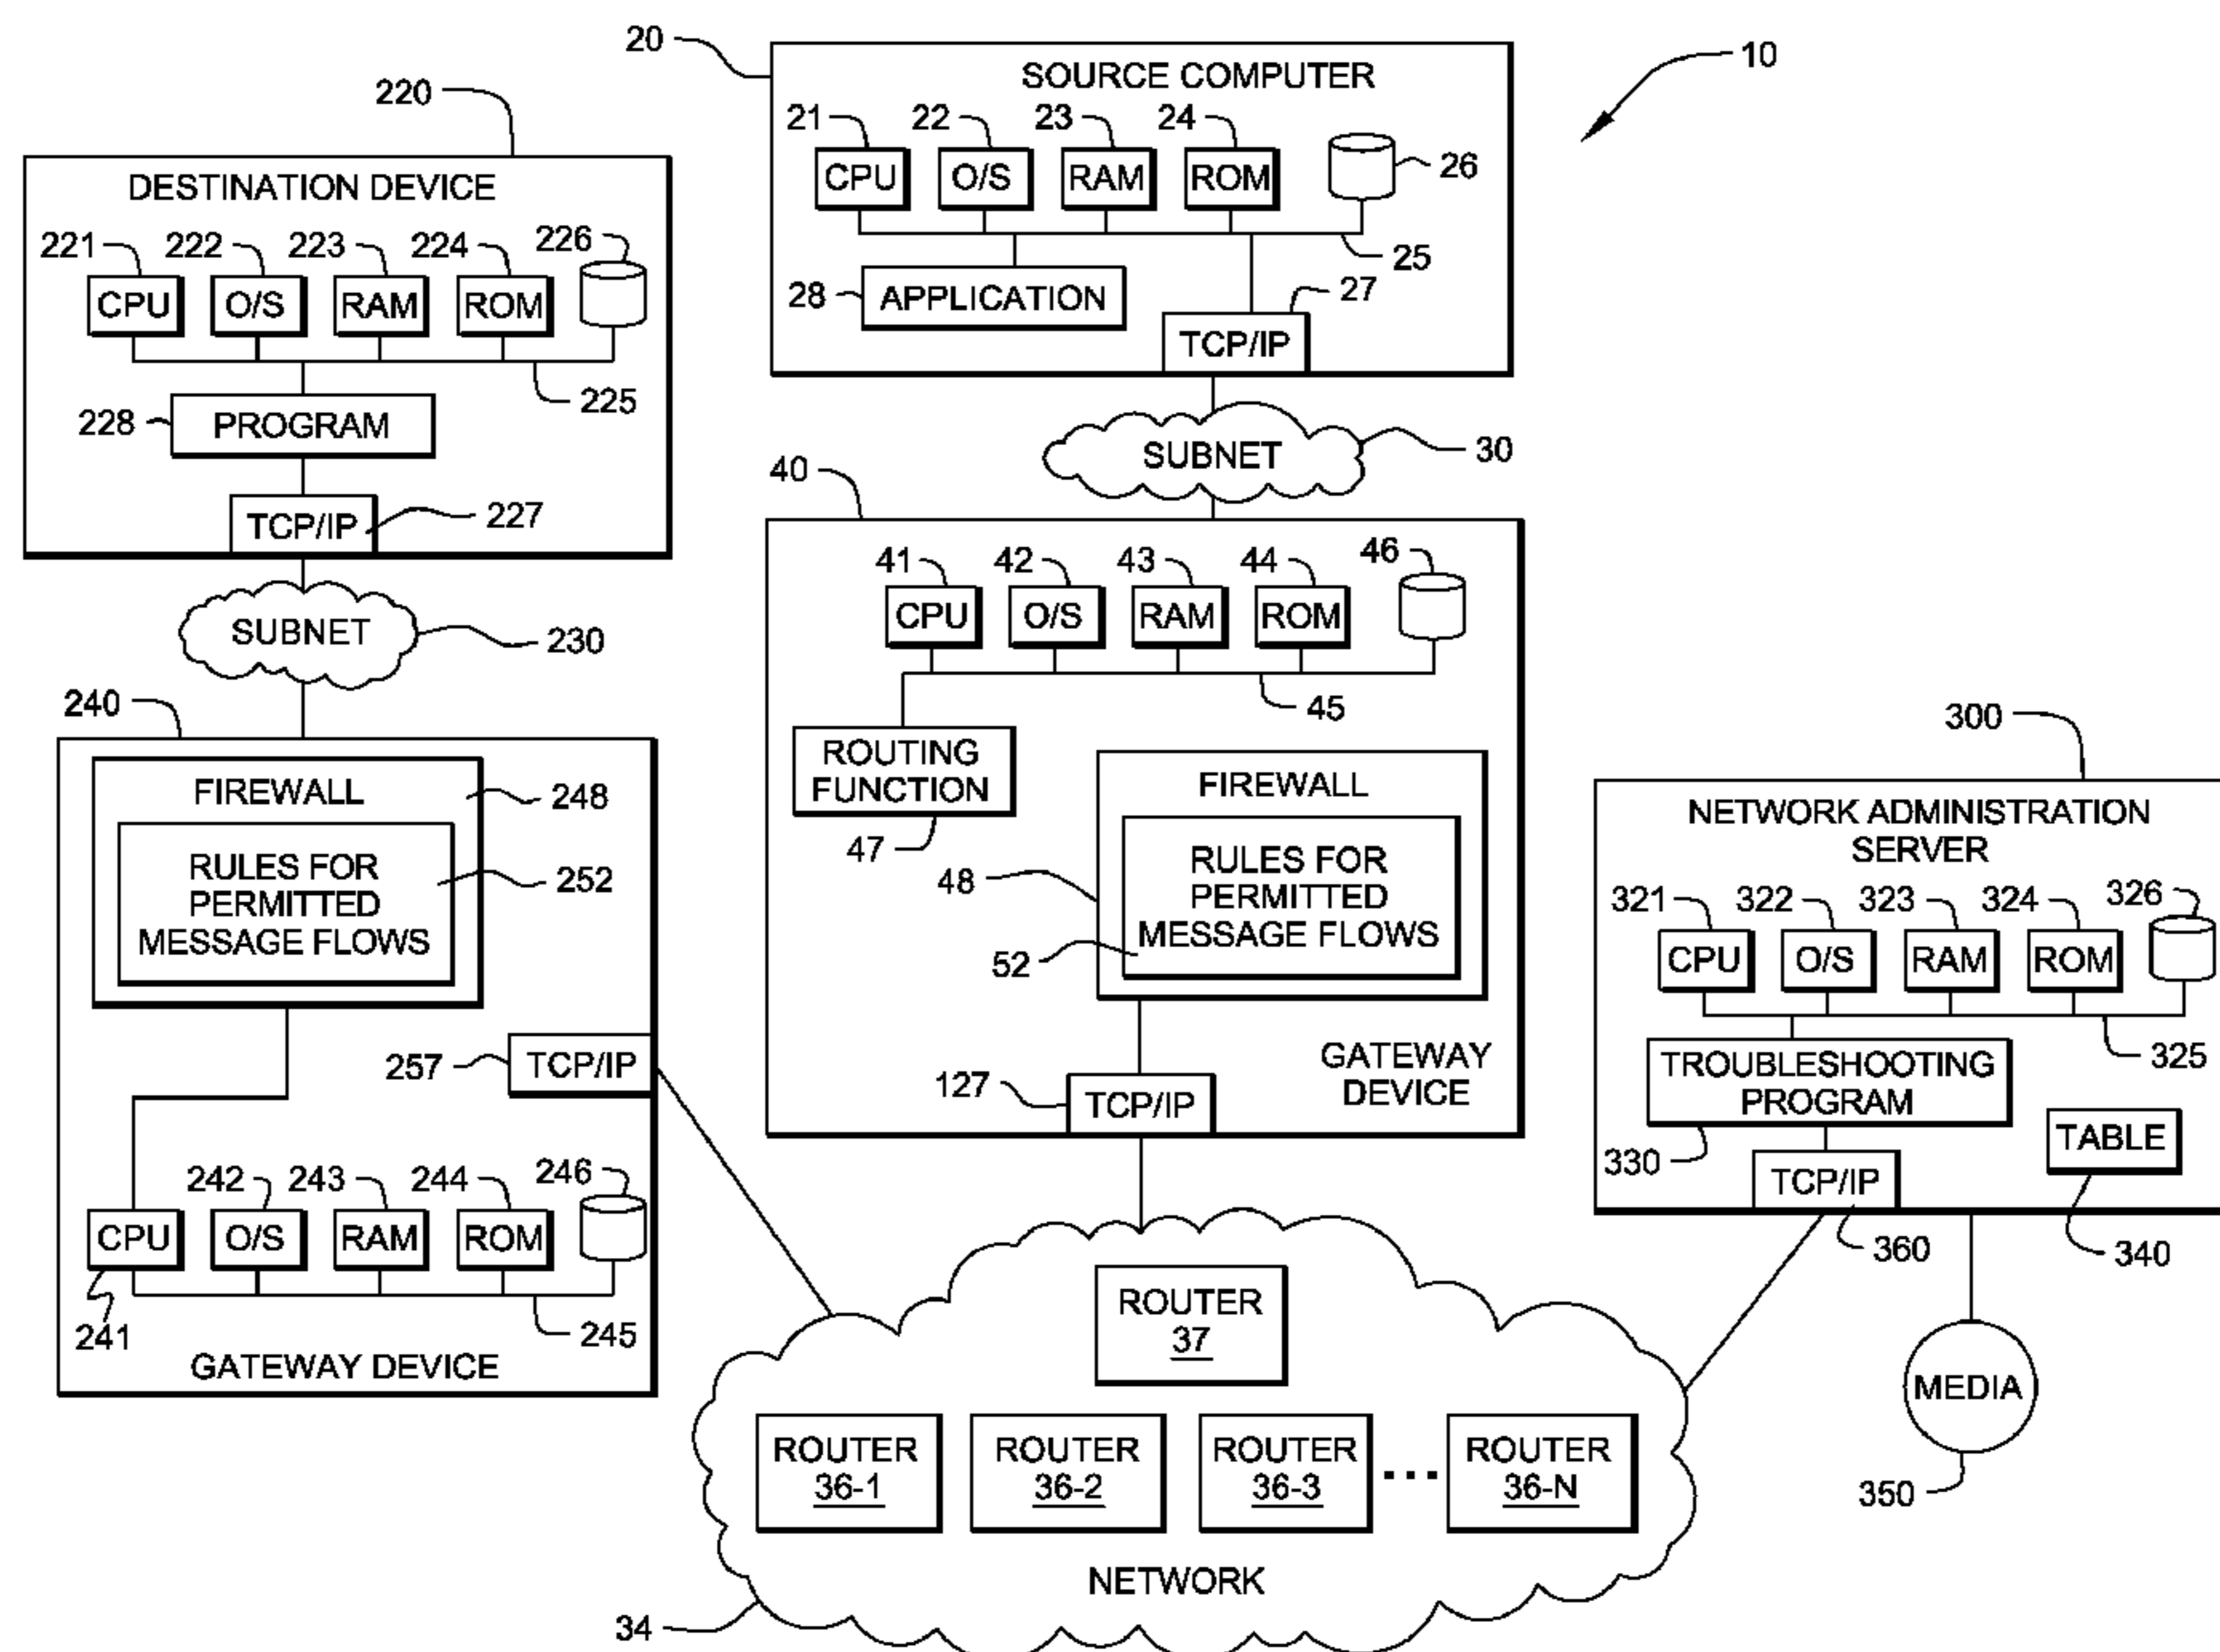 10
20
SOURCE COMPUTER
21
22
23
24
26
CPU
O/S
RAM
ROM
25
28
APPLICATION
27
TCP/IP
SUBNET
30
220
DESTINATION DEVICE
221
222
223
224
226
CPU
O/S
RAM
ROM
225
228
PROGRAM
TCP/IP
227
SUBNET
230
240
FIREWALL
248
RULES FOR
PERMITTED
MESSAGE FLOWS
252
257
TCP/IP
242
243
244
246
CPU
O/S
RAM
ROM
241
245
GATEWAY DEVICE
40
41
42
43
44
46
CPU
O/S
RAM
ROM
45
ROUTING
FUNCTION
47
FIREWALL
48
RULES FOR
PERMITTED
MESSAGE FLOWS
52
GATEWAY
DEVICE
127
TCP/IP
300
NETWORK ADMINISTRATION
SERVER
321
322
323
324
326
CPU
O/S
RAM
ROM
325
TROUBLESHOOTING
PROGRAM
330
TABLE
TCP/IP
360
340
MEDIA
350
ROUTER
37
ROUTER
36-1
ROUTER
36-2
ROUTER
36-3
...
ROUTER
36-N
NETWORK
34